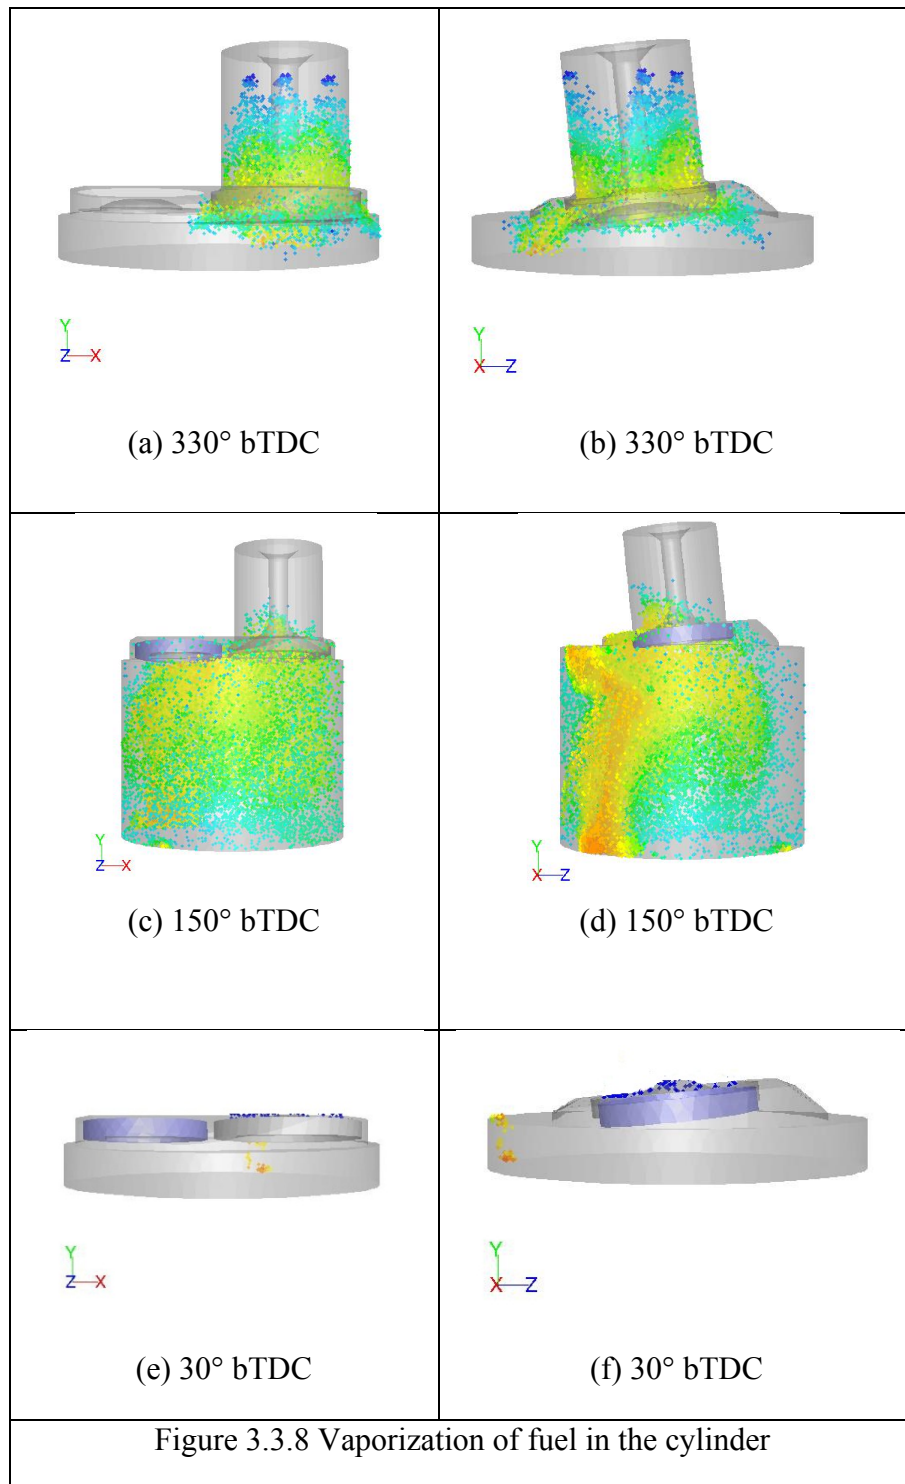 Y
Z X
(a) 330° bTDC
Y
X Z
(b) 330° bTDC
Y
Z X
(c) 150° bTDC
Y
X Z
(d) 150° bTDC
Y
Z X
(e) 30° bTDC
Y
X Z
(f) 30° bTDC
Figure 3.3.8 Vaporization of fuel in the cylinder